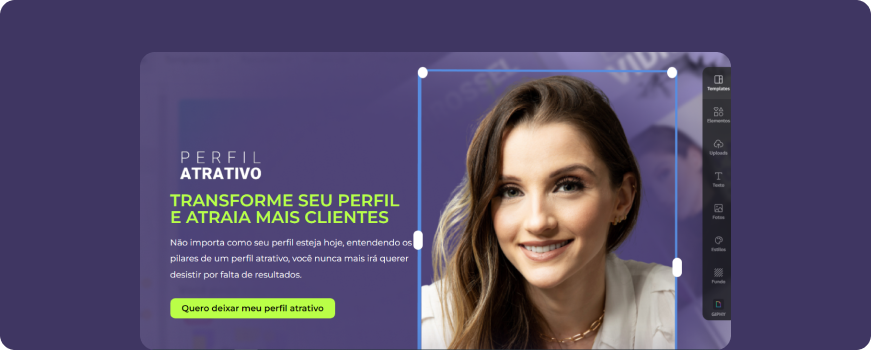 PERFIL
ATRATIVO
TRANSFORME SEU PERFIL
E ATRAIA MAIS CLIENTES
Não importa como seu perfil esteja hoje, entendendo os
pilares de um perfil atrativo, você nunca mais irá querer
desistir por falta de resultados.
Quero deixar meu perfil atrativo
Templates
Elementos
Uploads
Texto
Fotos
Estilos
Fundo